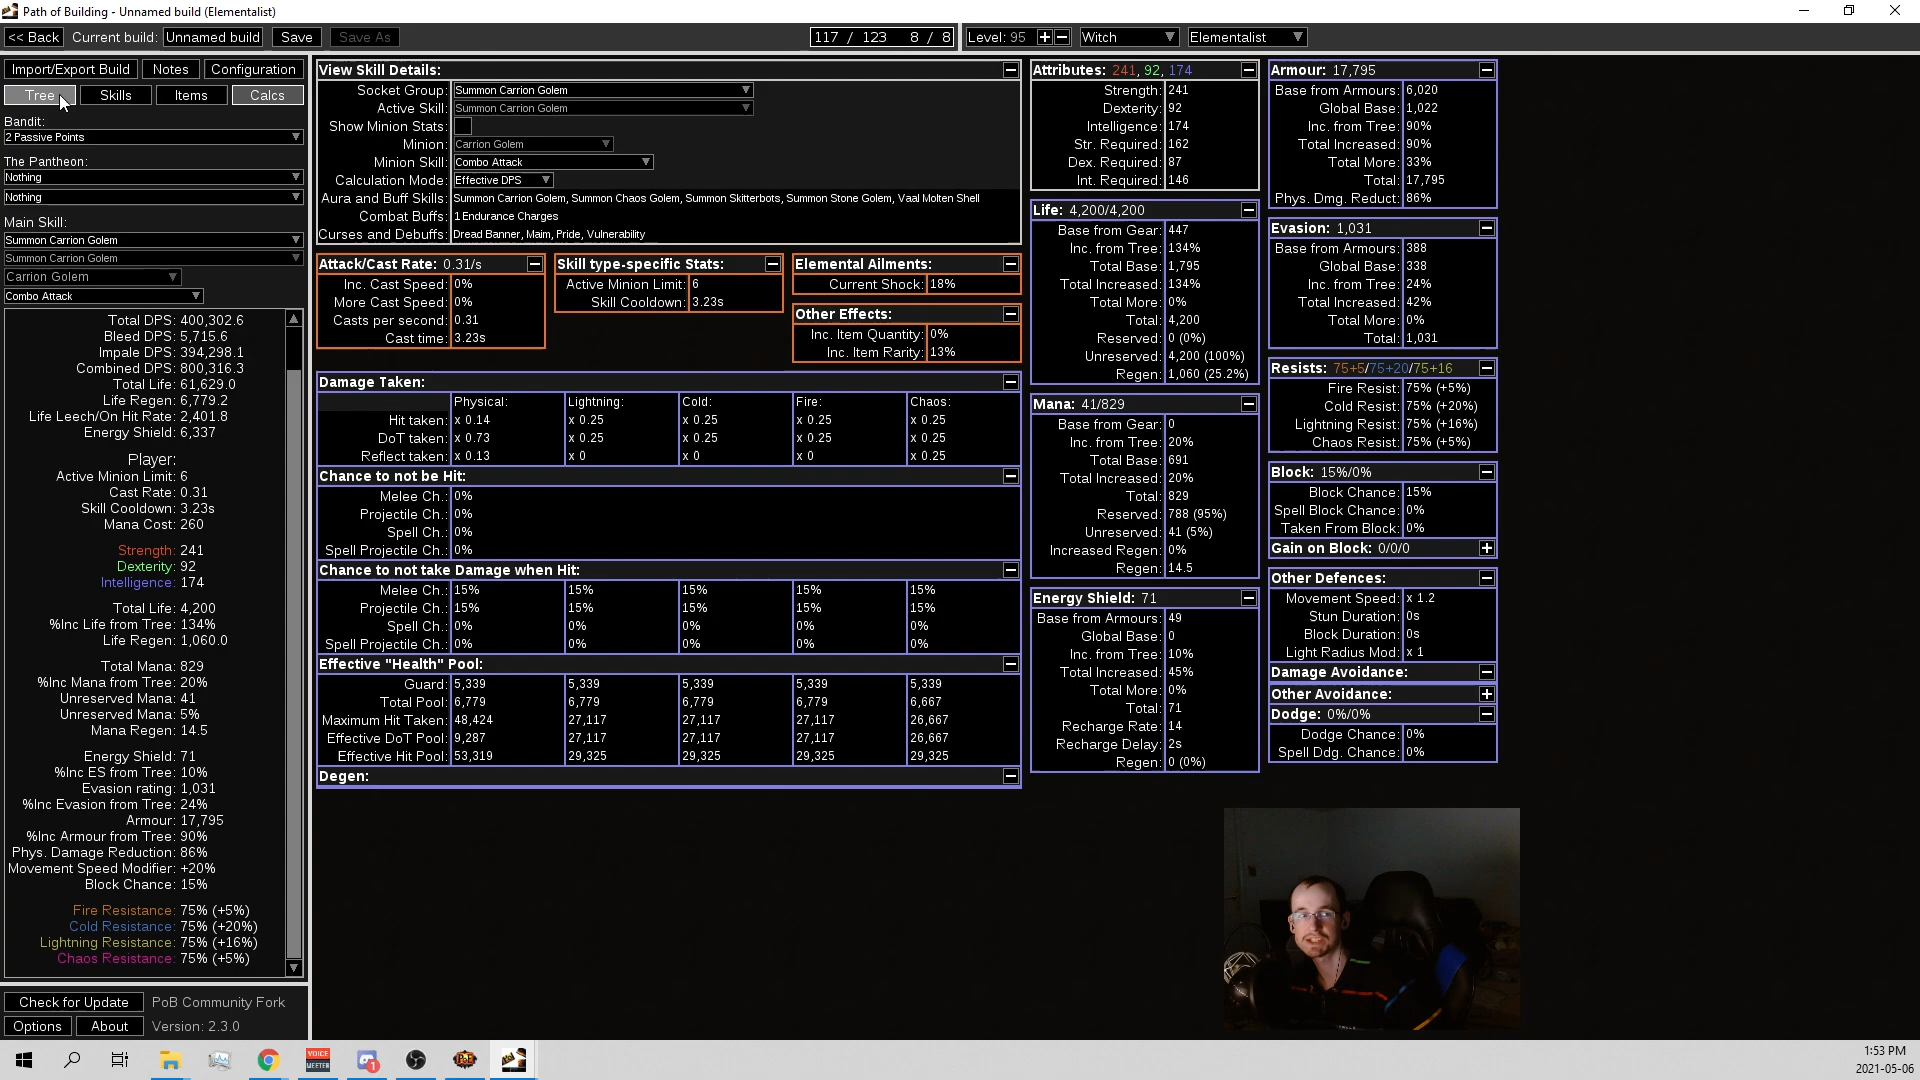 Path of Building - Unnamed build (Elementalist)
<< Back Current build: Unnamed build Save Save As 117 / 123 8 / 8 Level: 95 Witch Elementalist
Import/Export Build Notes Configuration
Tree Skills Items Calcs
Bandit:
2 Passive Points
The Pantheon:
Nothing
Nothing
Main Skill:
Summon Carrion Golem
Summon Carrion Golem
Carrion Golem
Combo Attack
Total DPS: 400,302.6
Bleed DPS: 5,715.6
Impale DPS: 394,298.1
Combined DPS: 800,316.3
Total Life: 61,629.0
Life Regen: 6,779.2
Life Leech/On Hit Rate: 2,401.8
Energy Shield: 6,337
Player:
Active Minion Limit: 6
Cast Rate: 0.31
Skill Cooldown: 3.23s
Mana Cost: 260
Strength: 241
Dexterity: 92
Intelligence: 174
Total Life: 4,200
%Inc Life from Tree: 134%
Life Regen: 1,060.0
Total Mana: 829
%Inc Mana from Tree: 20%
Unreserved Mana: 41
Unreserved Mana: 5%
Mana Regen: 14.5
Energy Shield: 71
%Inc ES from Tree: 10%
Evasion rating: 1,031
%Inc Evasion from Tree: 24%
Armour: 17,795
%Inc Armour from Tree: 90%
Phys. Damage Reduction: 86%
Movement Speed Modifier: +20%
Block Chance: 15%
Fire Resistance: 75% (+5%)
Cold Resistance: 75% (+20%)
Lightning Resistance: 75% (+16%)
Chaos Resistance: 75% (+5%)
Check for Update PoB Community Fork
Options About Version: 2.3.0
View Skill Details:
Socket Group: Summon Carrion Golem
Active Skill: Summon Carrion Golem
Show Minion Stats:
Minion: Carrion Golem
Minion Skill: Combo Attack
Calculation Mode: Effective DPS
Aura and Buff Skills: Summon Carrion Golem, Summon Chaos Golem, Summon Skitterbots, Summon Stone Golem, Vaal Molten Shell
Combat Buffs: 1 Endurance Charges
Curses and Debuffs: Dread Banner, Maim, Pride, Vulnerability
Attack/Cast Rate: 0.31/s
Inc. Cast Speed: 0%
More Cast Speed: 0%
Casts per second: 0.31
Cast time: 3.23s
Skill type-specific Stats:
Active Minion Limit: 6
Skill Cooldown: 3.23s
Elemental Ailments:
Current Shock: 18%
Other Effects:
Inc. Item Quantity: 0%
Inc. Item Rarity: 13%
Damage Taken:
Physical: Lightning: Cold: Fire: Chaos:
Hit taken: x 0.14 x 0.25 x 0.25 x 0.25 x 0.25
DoT taken: x 0.73 x 0.25 x 0.25 x 0.25 x 0.25
Reflect taken: x 0.13 x 0 x 0 x 0 x 0.25
Chance to not be Hit:
Melee Ch.: 0%
Projectile Ch.: 0%
Spell Ch.: 0%
Spell Projectile Ch.: 0%
Chance to not take Damage when Hit:
Melee Ch.: 15% 15% 15% 15% 15%
Projectile Ch.: 15% 15% 15% 15% 15%
Spell Ch.: 0% 0% 0% 0% 0%
Spell Projectile Ch.: 0% 0% 0% 0% 0%
Effective "Health" Pool:
Guard: 5,339 5,339 5,339 5,339 5,339
Total Pool: 6,779 6,779 6,779 6,779 6,667
Maximum Hit Taken: 48,424 27,117 27,117 27,117 26,667
Effective DoT Pool: 9,287 27,117 27,117 27,117 26,667
Effective Hit Pool: 53,319 29,325 29,325 29,325 29,325
Degen:
Attributes: 241, 92, 174
Strength: 241
Dexterity: 92
Intelligence: 174
Str. Required: 162
Dex. Required: 87
Int. Required: 146
Life: 4,200/4,200
Base from Gear: 447
Inc. from Tree: 134%
Total Base: 1,795
Total Increased: 134%
Total More: 0%
Total: 4,200
Reserved: 0 (0%)
Unreserved: 4,200 (100%)
Regen: 1,060 (25.2%)
Mana: 41/829
Base from Gear: 0
Inc. from Tree: 20%
Total Base: 691
Total Increased: 20%
Total: 829
Reserved: 788 (95%)
Unreserved: 41 (5%)
Increased Regen: 0%
Regen: 14.5
Energy Shield: 71
Base from Armours: 49
Global Base: 0
Inc. from Tree: 10%
Total Increased: 45%
Total More: 0%
Total: 71
Recharge Rate: 14
Recharge Delay: 2s
Regen: 0 (0%)
Armour: 17,795
Base from Armours: 6,020
Global Base: 1,022
Inc. from Tree: 90%
Total Increased: 90%
Total More: 33%
Total: 17,795
Phys. Dmg. Reduct: 86%
Evasion: 1,031
Base from Armours: 388
Global Base: 338
Inc. from Tree: 24%
Total Increased: 42%
Total More: 0%
Total: 1,031
Resists: 75+5/75+20/75+16
Fire Resist: 75% (+5%)
Cold Resist: 75% (+20%)
Lightning Resist: 75% (+16%)
Chaos Resist: 75% (+5%)
Block: 15%/0%
Block Chance: 15%
Spell Block Chance: 0%
Taken From Block: 0%
Gain on Block: 0/0/0
Other Defences:
Movement Speed: x 1.2
Stun Duration: 0s
Block Duration: 0s
Light Radius Mod: x 1
Damage Avoidance:
Other Avoidance:
Dodge: 0%/0%
Dodge Chance: 0%
Spell Ddg. Chance: 0%
VOICE
MEETER
1
PoE
1:53 PM
2021-05-06